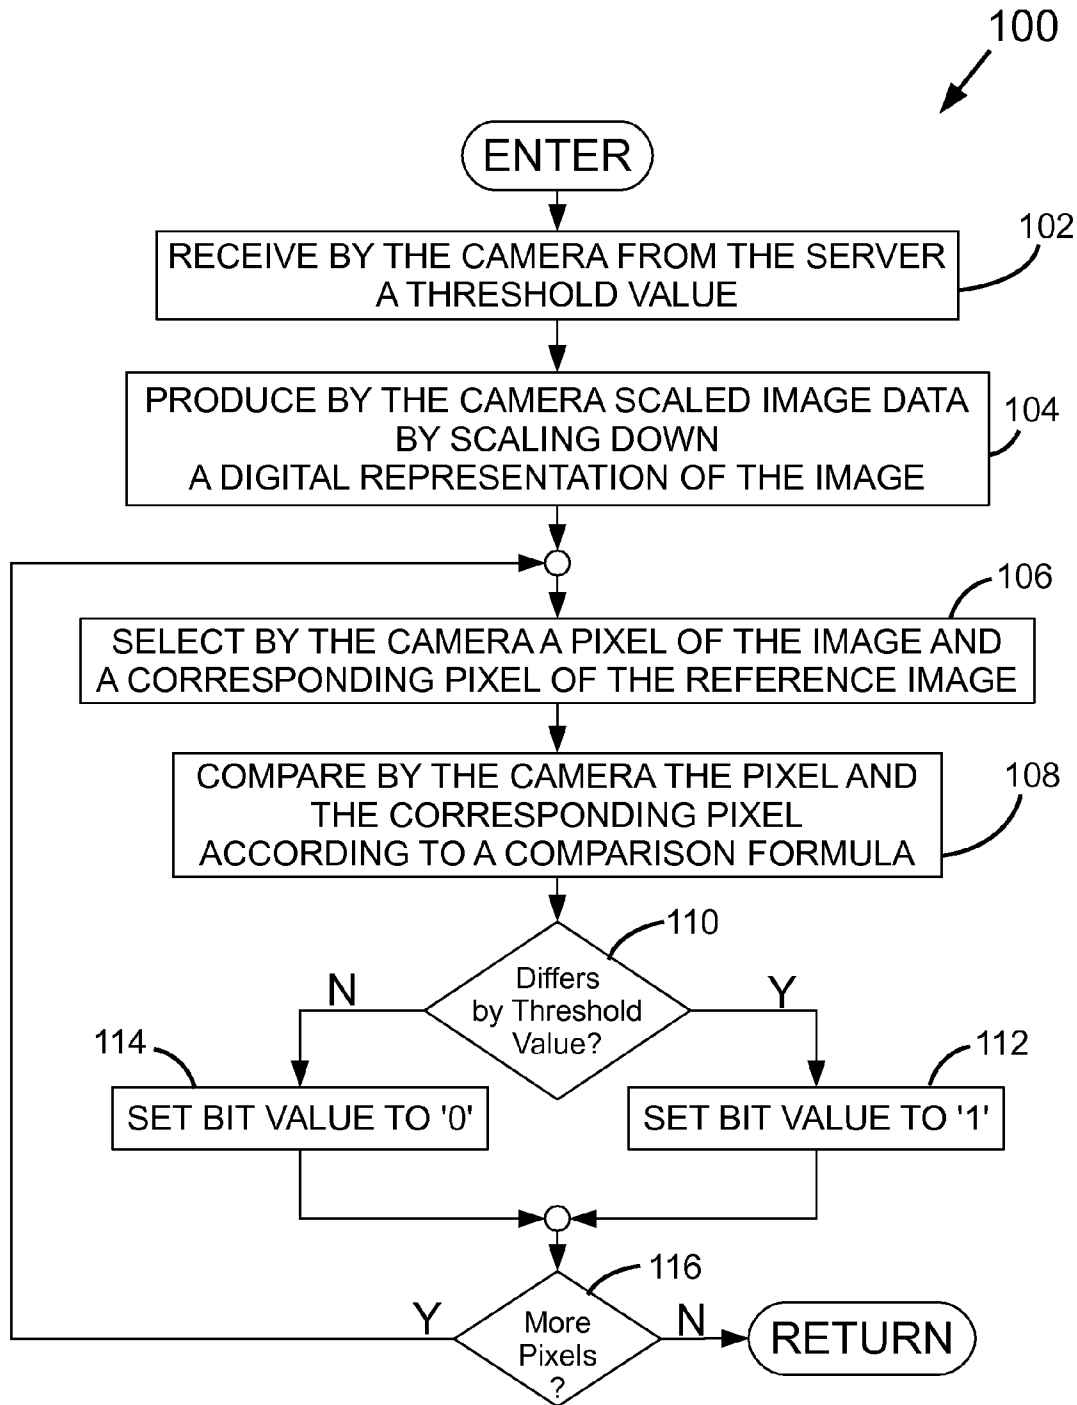 100
ENTER
102
RECEIVE BY THE CAMERA FROM THE SERVER
A THRESHOLD VALUE
PRODUCE BY THE CAMERA SCALED IMAGE DATA
BY SCALING DOWN
A DIGITAL REPRESENTATION OF THE IMAGE
104
106
SELECT BY THE CAMERA A PIXEL OF THE IMAGE AND
A CORRESPONDING PIXEL OF THE REFERENCE IMAGE
COMPARE BY THE CAMERA THE PIXEL AND
THE CORRESPONDING PIXEL
ACCORDING TO A COMPARISON FORMULA
108
110
Differs
by Threshold
Value?
N
Y
114
SET BIT VALUE TO '0'
112
SET BIT VALUE TO '1'
116
More
Pixels
?
Y
N
RETURN